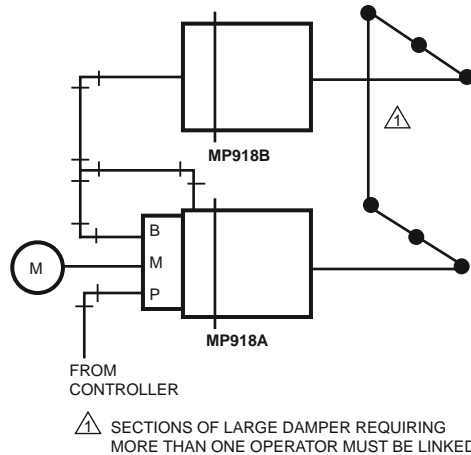 1
MP918B
B
M
M
P
MP918A
FROM
CONTROLLER
1 SECTIONS OF LARGE DAMPER REQUIRING
MORE THAN ONE OPERATOR MUST BE LINKED